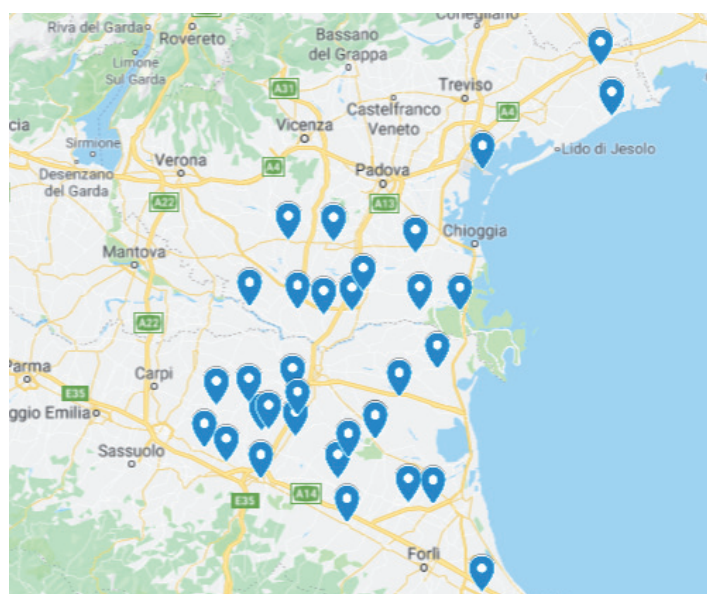 Riva del Garda
Rovereto
Bassano
del Grappa
Conegliano
Limone
Sul Garda
A31
Treviso
Castelfranco
Veneto
A4
Vicenza
cia
Sirmione
Desenzano
del Garda
Verona
A4
Padova
Lido di Jesolo
A22
A13
Chioggia
Mantova
A22
Parma
Carpi
E35
ggio Emilia
Sassuolo
E35
A14
Forlì